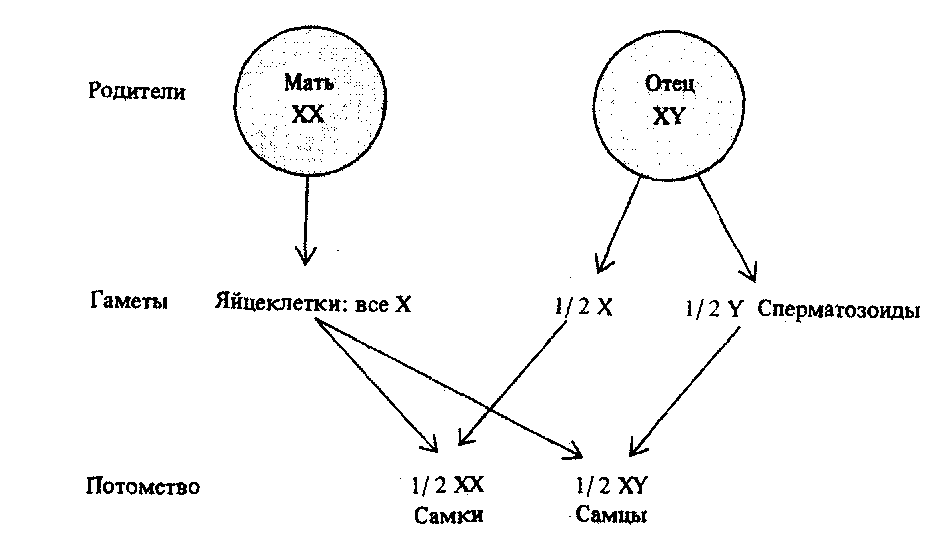 Родители
Мать
XX
Отец
XY
Гаметы
Яйцеклетки: все X
1/2 X
1/2 Y Сперматозоиды
Потомство
1/2 XX
Самки
1/2 XY
Самцы